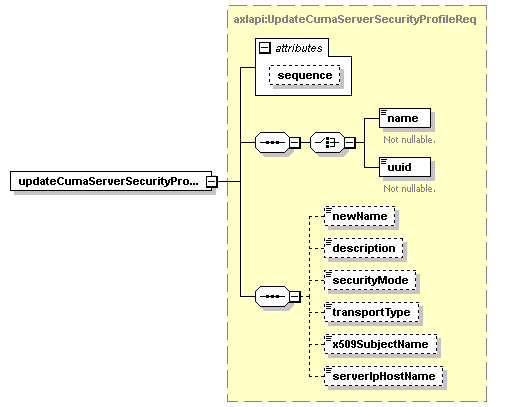 axlapi:UpdateCumaServerSecurityProfileReq
attributes
sequence
name
Not nullable.
uuid
Not nullable.
updateCumaServerSecurityPro...
newName
description
securityMode
transportType
x509SubjectName
serverIpHostName